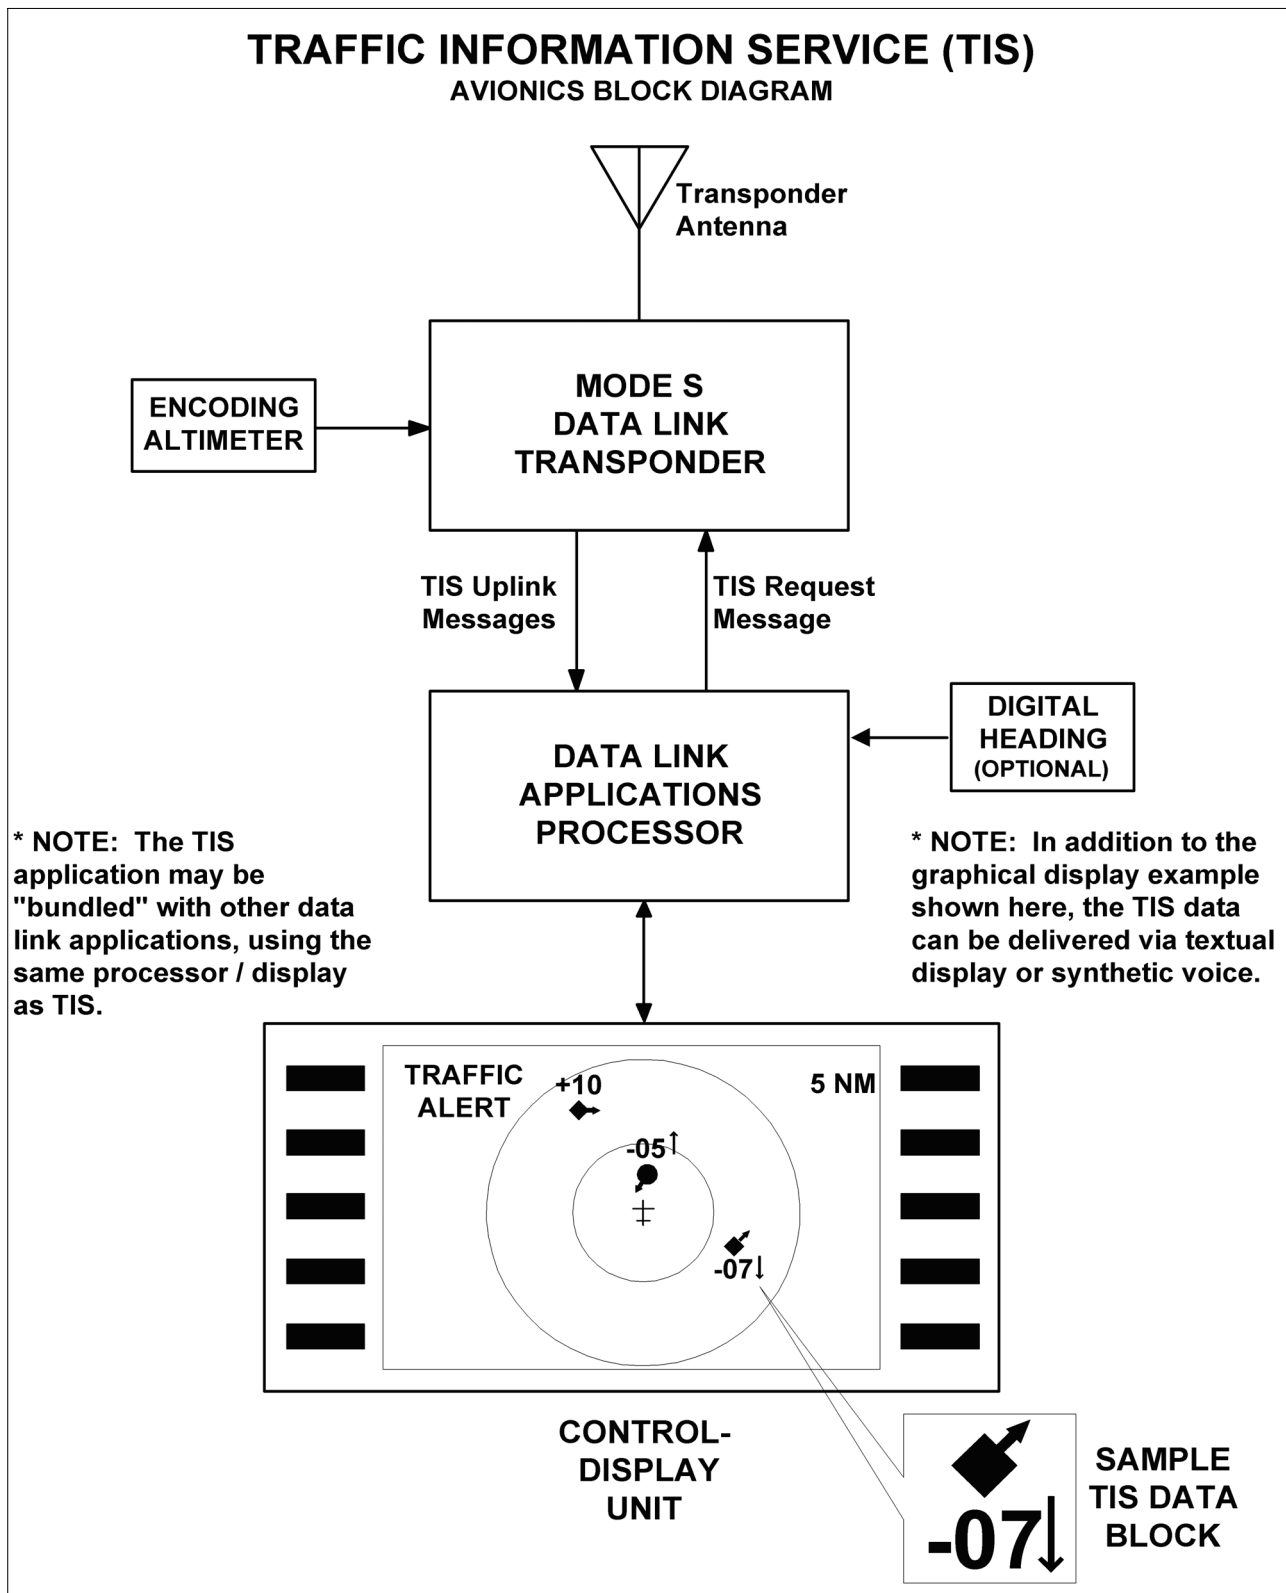 TRAFFIC INFORMATION SERVICE (TIS)
AVIONICS BLOCK DIAGRAM
Transponder
Antenna
MODE S
DATA LINK
TRANSPONDER
ENCODING
ALTIMETER
TIS Uplink
Messages
TIS Request
Message
DIGITAL
HEADING
(OPTIONAL)
DATA LINK
APPLICATIONS
PROCESSOR
* NOTE:  The TIS
application may be
"bundled" with other data
link applications, using the
same processor / display
as TIS.
* NOTE:  In addition to the
graphical display example
shown here, the TIS data
can be delivered via textual
display or synthetic voice.
TRAFFIC
ALERT
+10
5 NM
-05↑
-07↓
CONTROL-
DISPLAY
UNIT
-07↓
SAMPLE
TIS DATA
BLOCK